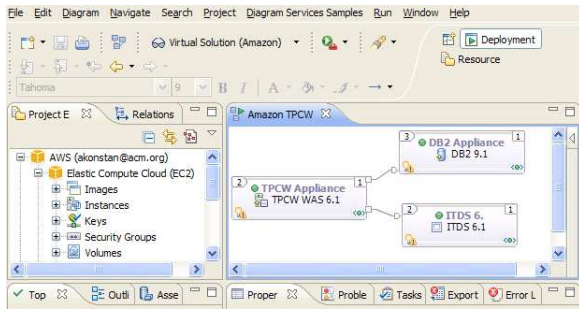 File Edit Diagram Navigate Search Project Diagram Services Samples Run Window Help
Virtual Solution (Amazon)
Deployment
Resource
Tahoma 9 B I A
Project E Relations
Amazon TPCW
AWS (akonstan@acm.org)
Elastic Compute Cloud (EC2)
Images
Instances
Keys
Security Groups
Volumes
3 DB2 Appliance 1
DB2 9.1
2 TPCW Appliance 1
TPCW WAS 6.1
2 ITDS 6. 1
ITDS 6.1
Top Outli Asse
Proper Proble Tasks Export Error L